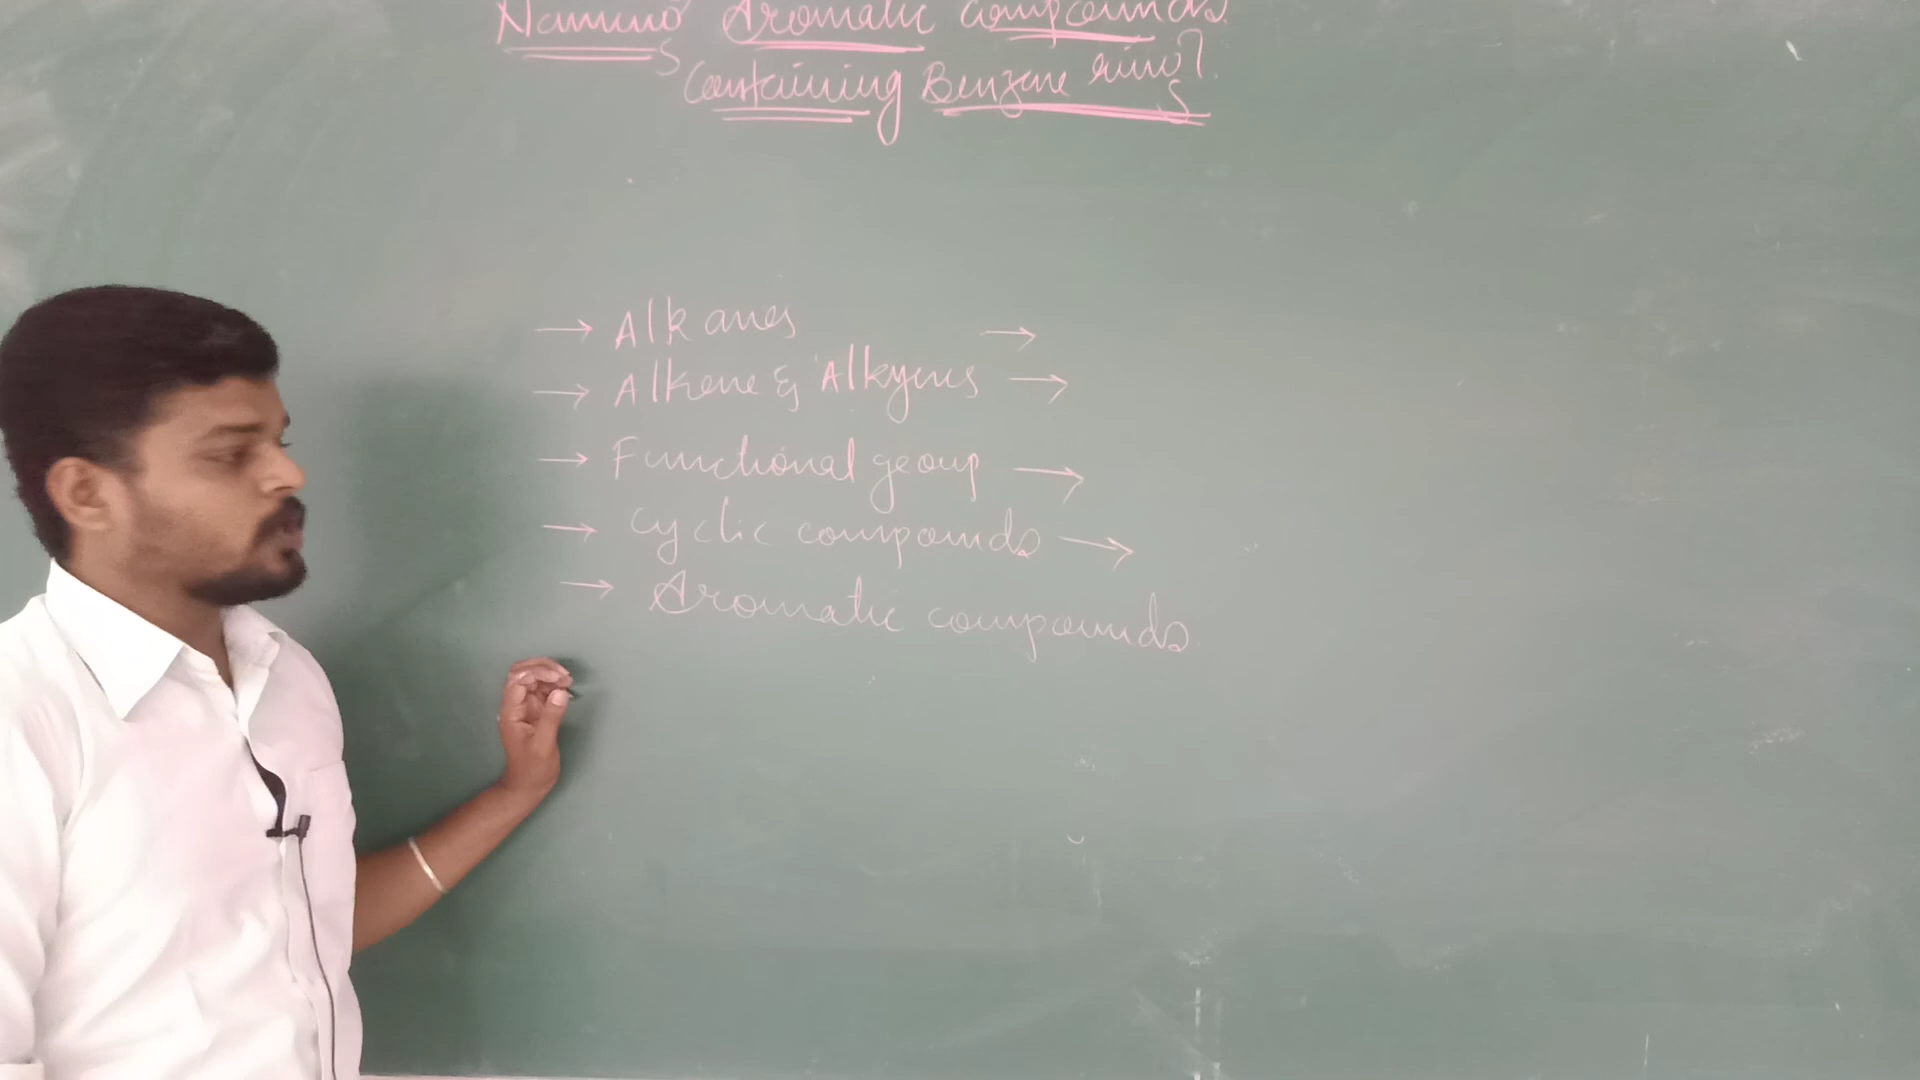 Naming Aromatic Compounds.
Containing Benzene ring].
→ Alkanes →
→ Alkene & Alkynes →
→ Functional group →
→ Cyclic compounds →
→ Aromatic compounds